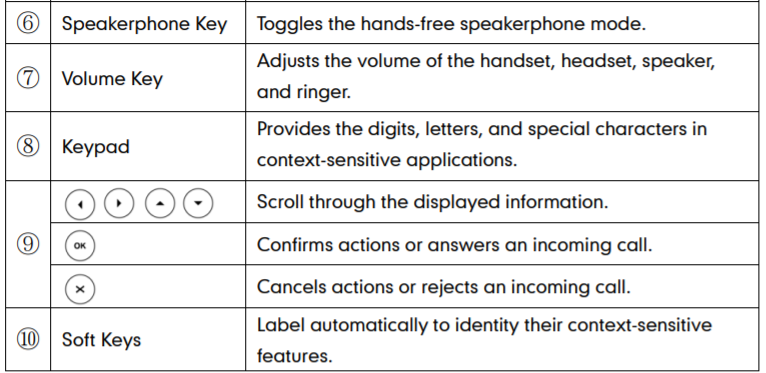 ⑥ Speakerphone Key Toggles the hands-free speakerphone mode.
⑦ Volume Key Adjusts the volume of the handset, headset, speaker,
and ringer.
⑧ Keypad Provides the digits, letters, and special characters in
context-sensitive applications.
⑨ Scroll through the displayed information.
OK Confirms actions or answers an incoming call.
Cancels actions or rejects an incoming call.
⑩ Soft Keys Label automatically to identity their context-sensitive
features.